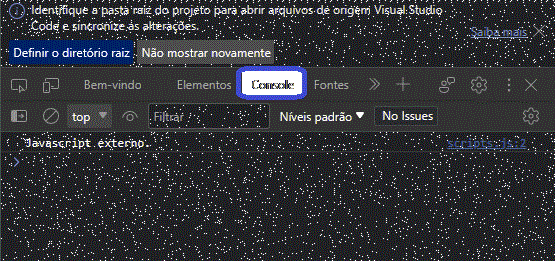 Identifique a pasta raiz do projeto para abrir arquivos de origem Visual Studio
Code e sincronize as alterações.
Saiba mais
Definir o diretório raiz
Não mostrar novamente
Bem-vindo
Elementos
Console
Fontes
top
Filtrar
Níveis padrão
No Issues
Javascript externo.
scripts.js:2